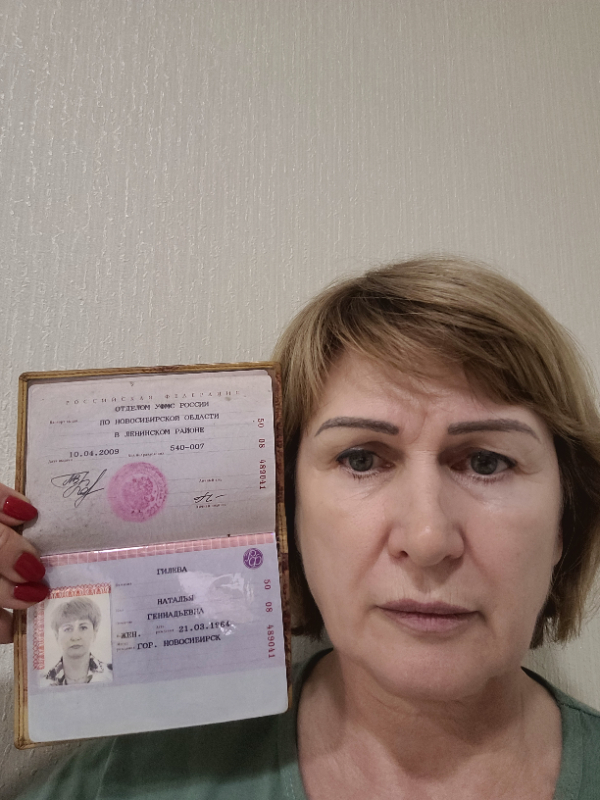 РОССИЙСКАЯ ФЕДЕРАЦИЯ
ОТДЕЛОМ УФМС РОССИИ
ПО НОВОСИБИРСКОЙ ОБЛАСТИ
В ЛЕНИНСКОМ РАЙОНЕ
10.04.2009 540-007
50 08 489041
ГИЛЕВА
НАТАЛЬЯ
ГЕННАДЬЕВНА
ЖЕН. 21.03.1964
ГОР. НОВОСИБИРСК
50 08 489041